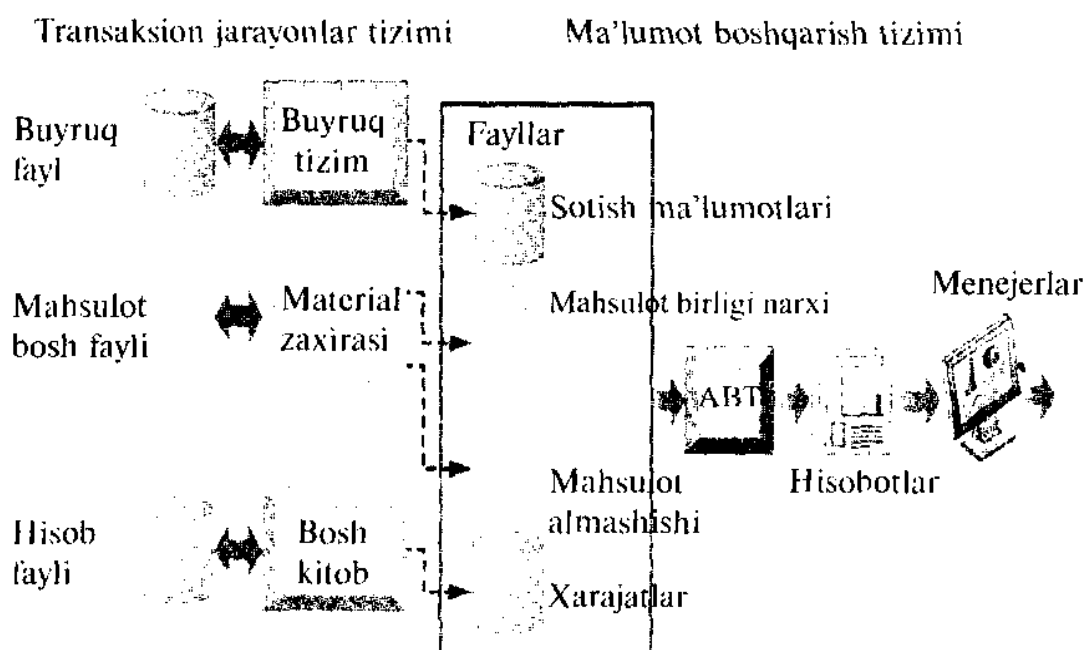 Transaksion jarayonlar tizimi
Ma'lumot boshqarish tizimi
Buyruq
fayl
Buyruq
tizim
Fayllar
Sotish ma'lumotlari
Mahsulot
bosh fayli
Material
zaxirasi
Mahsulot birligi narxi
Menejerlar
ABT
Hisobotlar
Mahsulot
almashishi
Hisob
fayli
Bosh
kitob
Xarajatlar